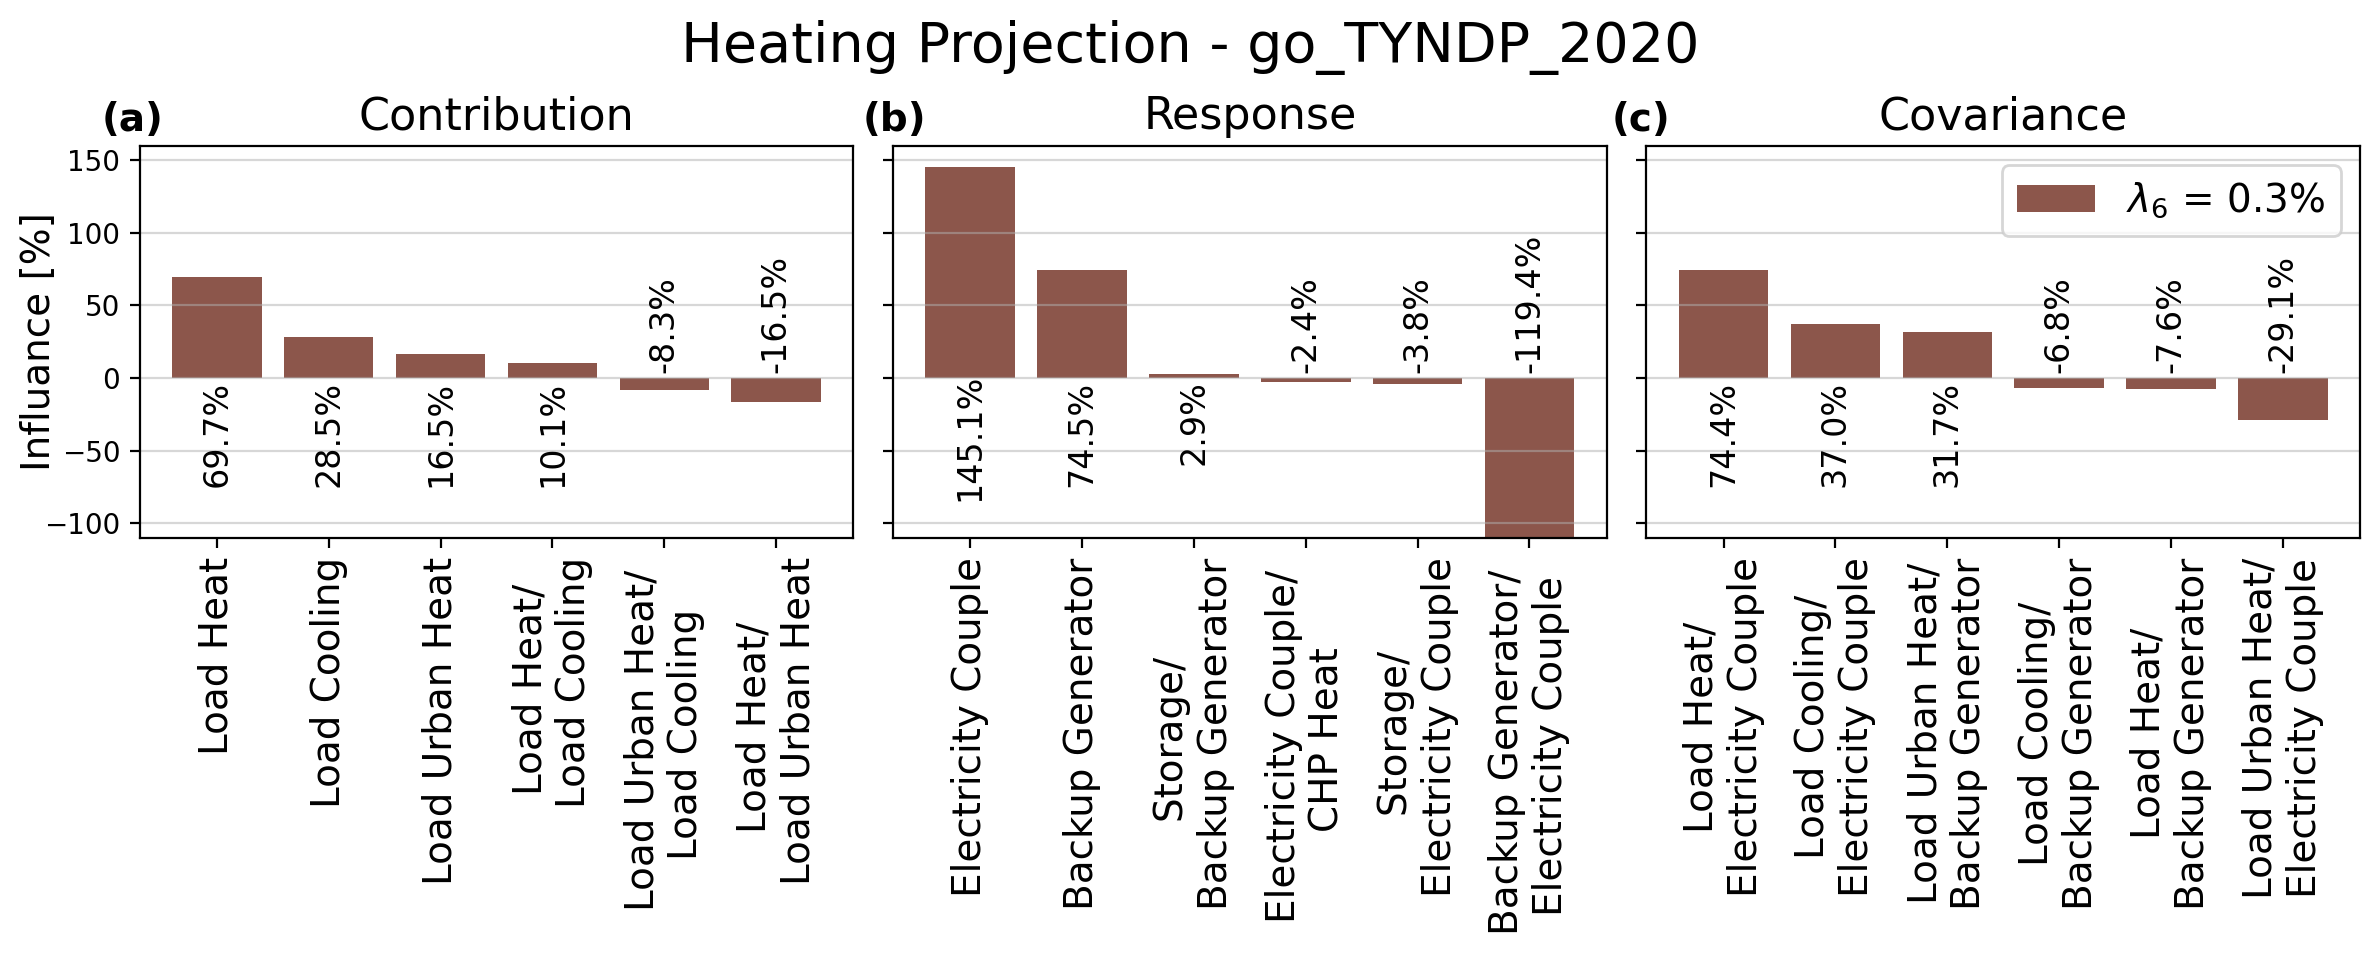 Heating Projection - go_TYNDP_2020
(a)
Contribution
Influance [%]
150
100
50
0
−50
−100
69.7%
28.5%
16.5%
10.1%
-8.3%
-16.5%
Load Heat
Load Cooling
Load Urban Heat
Load Heat/
Load Cooling
Load Urban Heat/
Load Cooling
Load Heat/
Load Urban Heat
(b)
Response
145.1%
74.5%
2.9%
-2.4%
-3.8%
-119.4%
Electricity Couple
Backup Generator
Storage/
Backup Generator
Electricity Couple/
CHP Heat
Storage/
Electricity Couple
Backup Generator/
Electricity Couple
(c)
Covariance
λ₆ = 0.3%
74.4%
37.0%
31.7%
-6.8%
-7.6%
-29.1%
Load Heat/
Electricity Couple
Load Cooling/
Electricity Couple
Load Urban Heat/
Backup Generator
Load Cooling/
Backup Generator
Load Heat/
Backup Generator
Load Urban Heat/
Electricity Couple